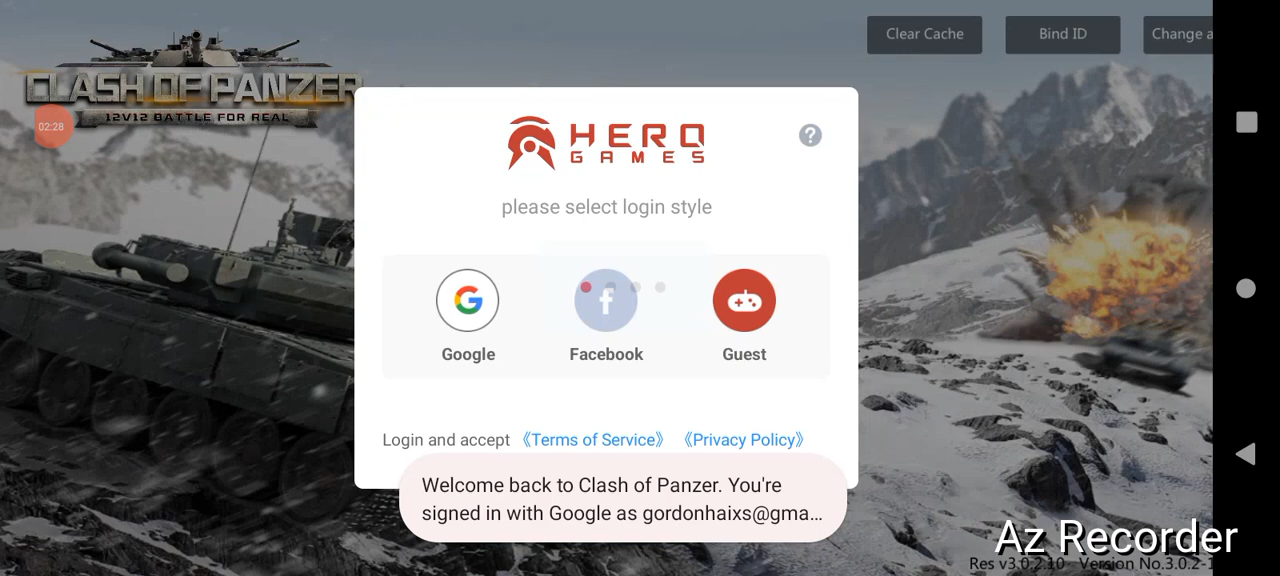 Clear Cache
Bind ID
Change a
CLASH OF PANZER
12V12 BATTLE FOR REAL
02:28
HERO
GAMES
?
please select login style
Google
Facebook
Guest
Login and accept 《Terms of Service》 《Privacy Policy》
Welcome back to Clash of Panzer. You're
signed in with Google as gordonhaixs@gma…
Az Recorder
Res v3.0.2.10 Version No.3.0.2-1